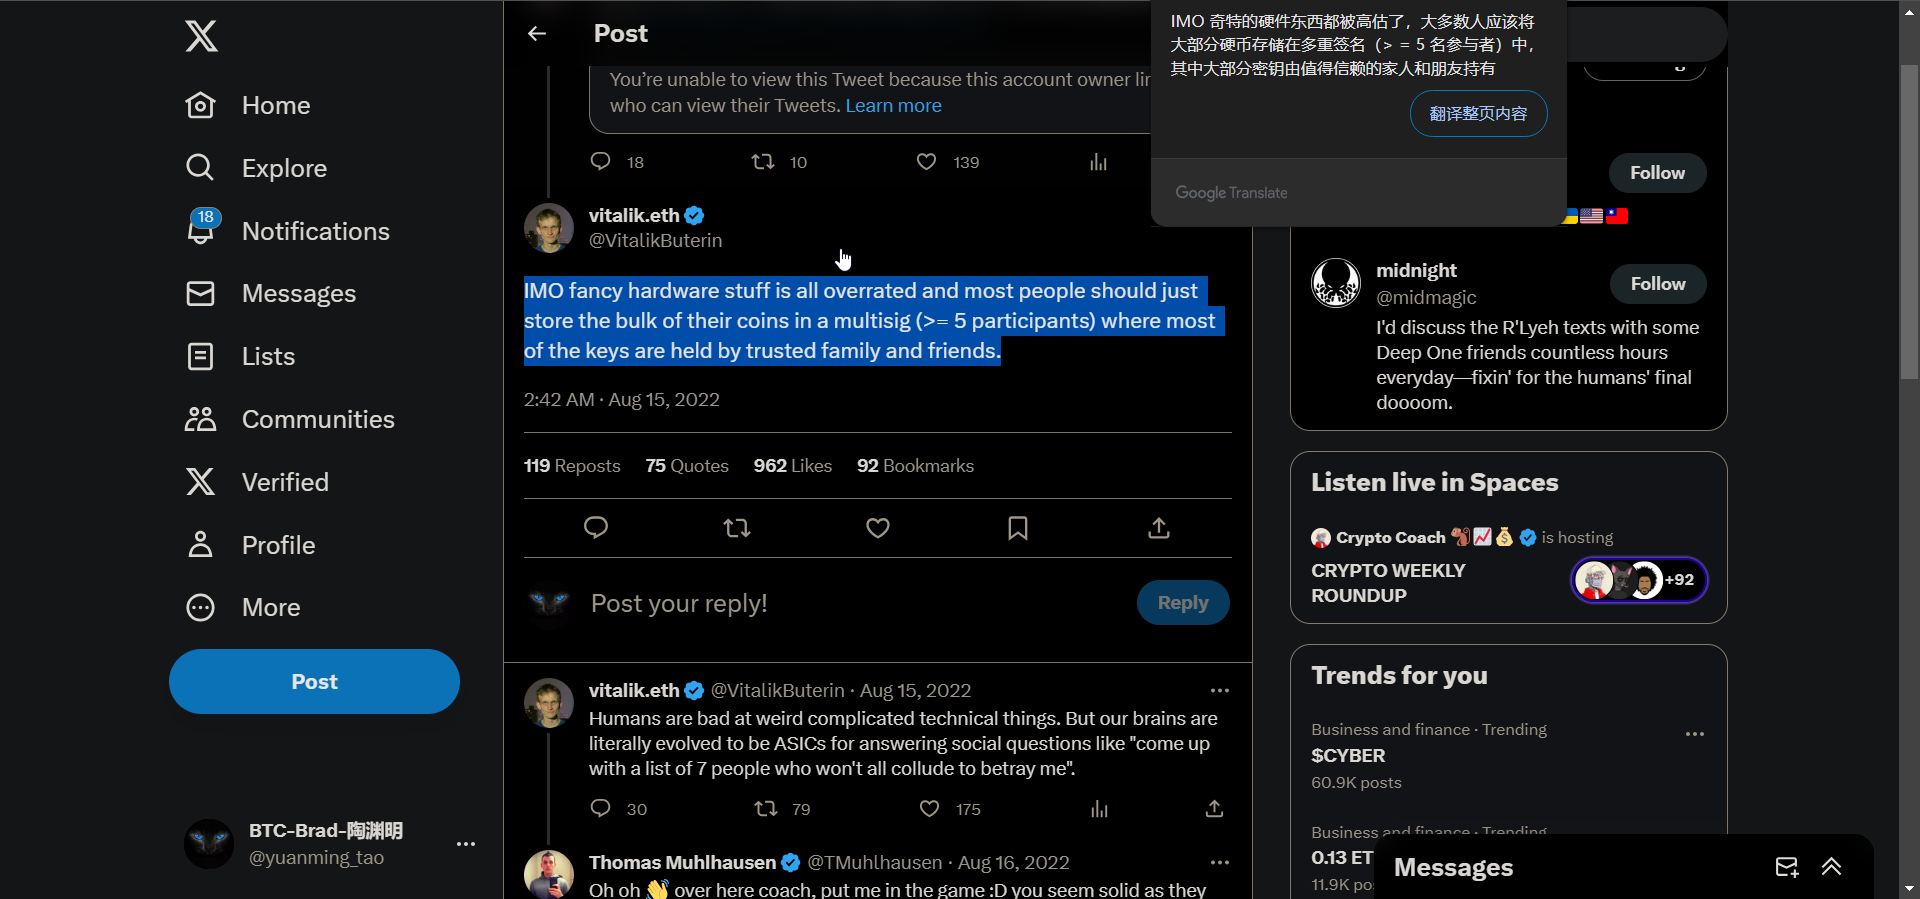 Home
Explore
18
Notifications
Messages
Lists
Communities
Verified
Profile
More
Post
BTC-Brad-陶渊明
@yuanming_tao
Post
You're unable to view this Tweet because this account owner
who can view their Tweets. Learn more
18 10 139
vitalik.eth
@VitalikButerin
IMO fancy hardware stuff is all overrated and most people should just
store the bulk of their coins in a multisig (>= 5 participants) where most
of the keys are held by trusted family and friends.
2:42 AM · Aug 15, 2022
119 Reposts 75 Quotes 962 Likes 92 Bookmarks
Post your reply!
Reply
vitalik.eth @VitalikButerin · Aug 15, 2022
Humans are bad at weird complicated technical things. But our brains are
literally evolved to be ASICs for answering social questions like "come up
with a list of 7 people who won't all collude to betray me".
30 79 175
Thomas Muhlhausen @TMuhlhausen · Aug 16, 2022
Oh oh 👋 over here coach, put me in the game :D you seem solid as they
IMO 奇特的硬件东西都被高估了，大多数人应该将
大部分硬币存储在多重签名（> = 5 名参与者）中，
其中大部分密钥由值得信赖的家人和朋友持有
翻译整页内容
Google Translate
Follow
midnight
@midmagic
Follow
I'd discuss the R'Lyeh texts with some
Deep One friends countless hours
everyday—fixin' for the humans' final
doooom.
Listen live in Spaces
Crypto Coach 🐿️📈💰 is hosting
CRYPTO WEEKLY
ROUNDUP
+92
Trends for you
Business and finance · Trending
$CYBER
60.9K posts
Business and finance · Trending
0.13 ET
11.9K po
Messages